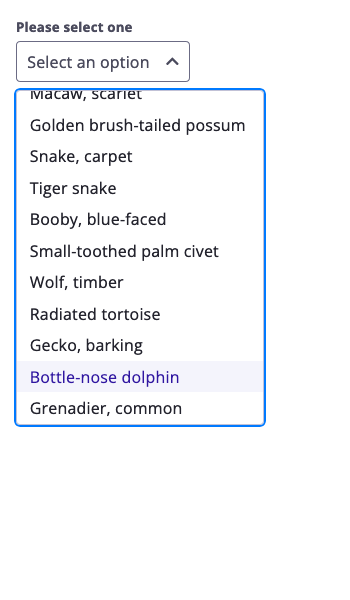 Please select one
Select an option
Macaw, scarlet
Golden brush-tailed possum
Snake, carpet
Tiger snake
Booby, blue-faced
Small-toothed palm civet
Wolf, timber
Radiated tortoise
Gecko, barking
Bottle-nose dolphin
Grenadier, common